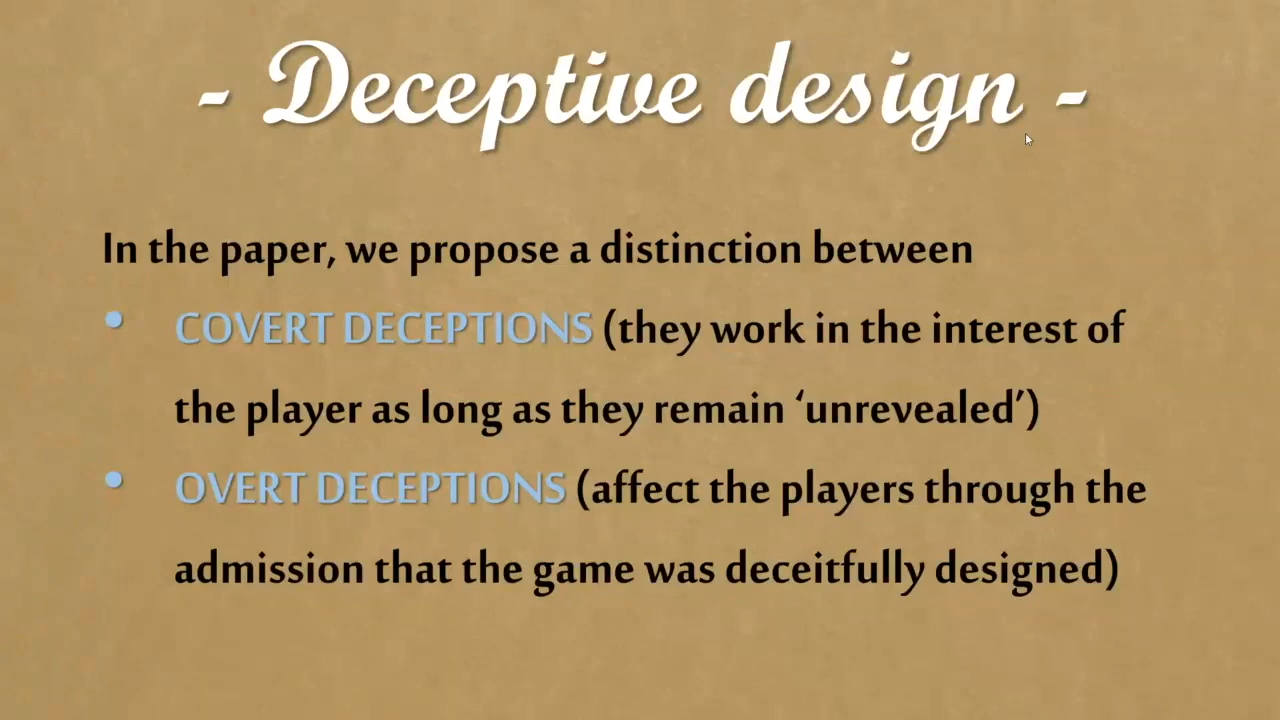 - Deceptive design -
In the paper, we propose a distinction between
• COVERT DECEPTIONS (they work in the interest of
the player as long as they remain ‘unrevealed’)
• OVERT DECEPTIONS (affect the players through the
admission that the game was deceitfully designed)